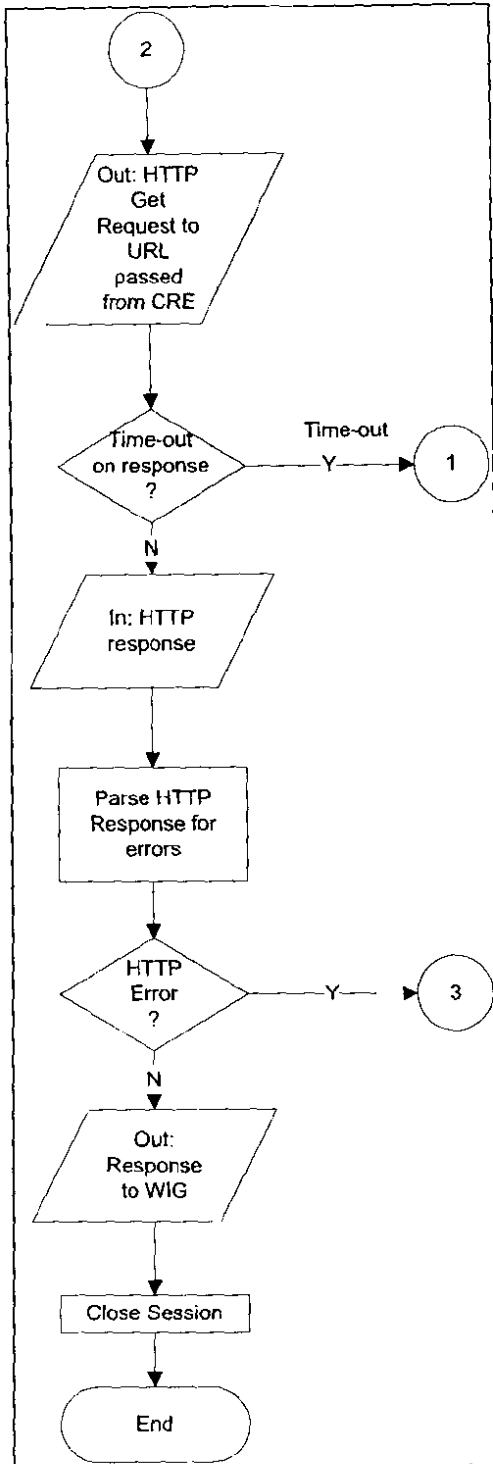 2
Out: HTTP
Get
Request to
URL
passed
from CRE
Time-out
on response
?
Time-out
Y
1
N
In: HTTP
response
Parse HTTP
Response for
errors
HTTP
Error
?
Y
3
N
Out:
Response
to WIG
Close Session
End